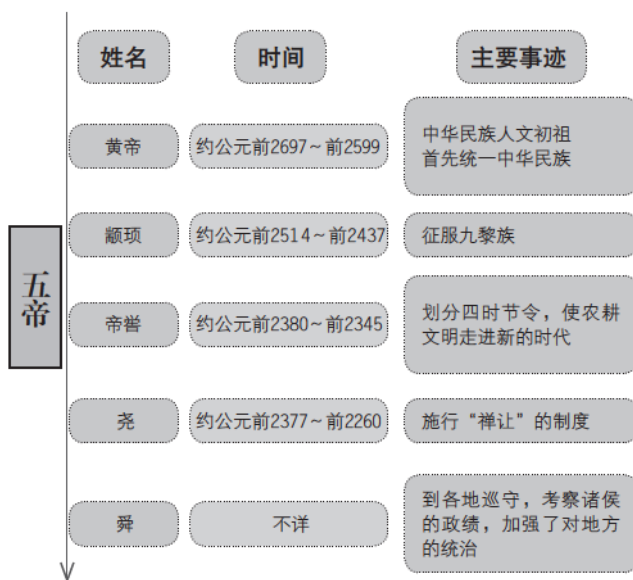 姓名 时间 主要事迹
黄帝 约公元前2697～前2599 中华民族人文初祖
首先统一中华民族
颛顼 约公元前2514～前2437 征服九黎族
五帝
帝喾 约公元前2380～前2345 划分四时节令，使农耕
文明走进新的时代
尧 约公元前2377～前2260 施行“禅让”的制度
舜 不详 到各地巡守，考察诸侯
的政绩，加强了对地方
的统治